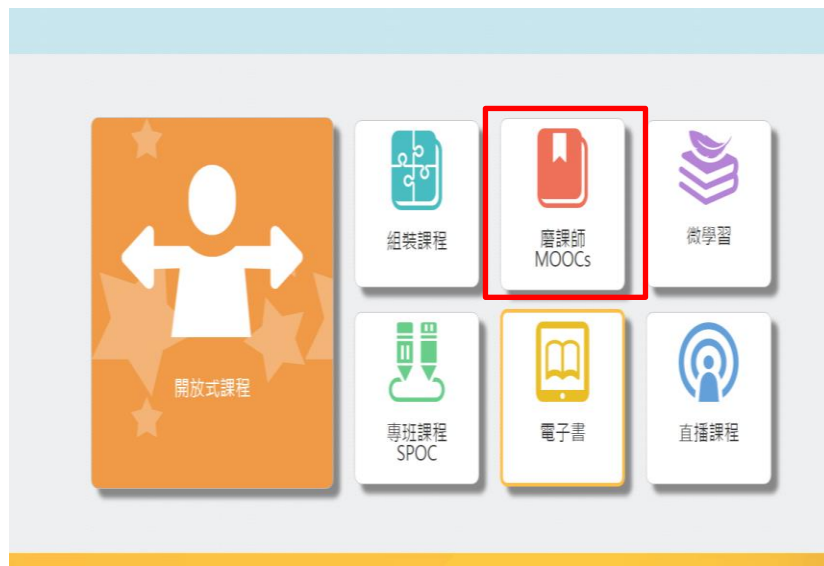 開放式課程
組裝課程
磨課師
MOOCs
微學習
專班課程
SPOC
電子書
直播課程